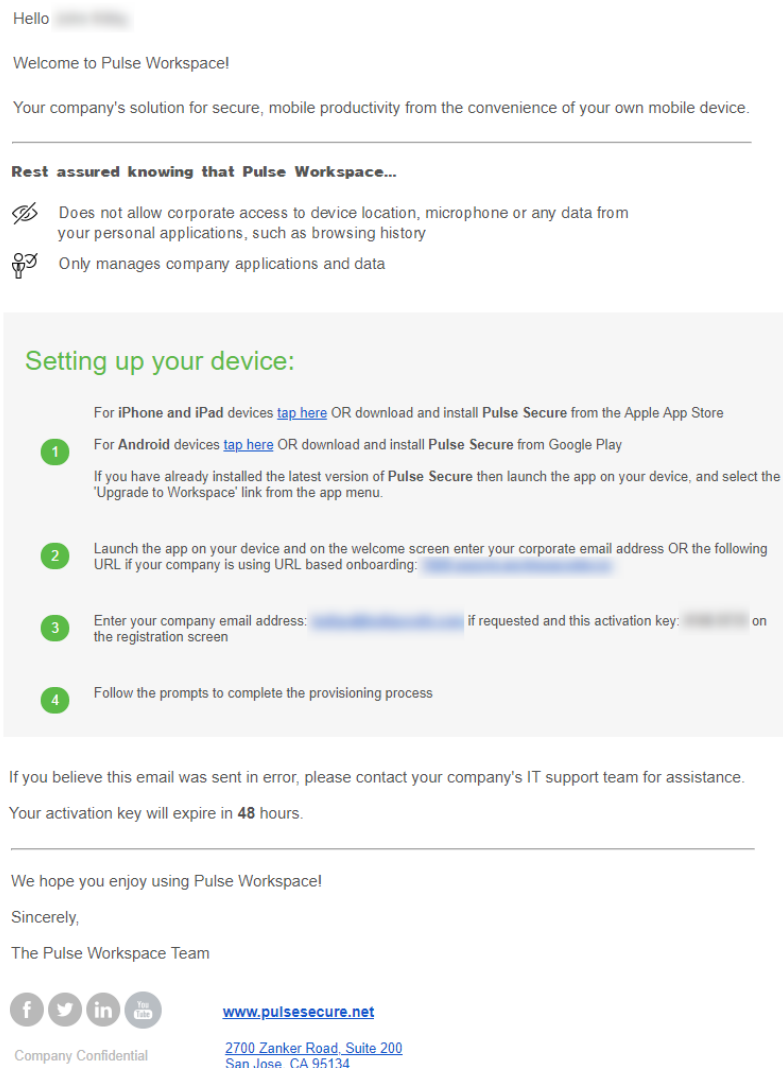 Hello
Welcome to Pulse Workspace!
Your company's solution for secure, mobile productivity from the convenience of your own mobile device.
Rest assured knowing that Pulse Workspace...
Does not allow corporate access to device location, microphone or any data from
your personal applications, such as browsing history
Only manages company applications and data
Setting up your device:
1
For iPhone and iPad devices tap here OR download and install Pulse Secure from the Apple App Store
For Android devices tap here OR download and install Pulse Secure from Google Play
If you have already installed the latest version of Pulse Secure then launch the app on your device, and select the
'Upgrade to Workspace' link from the app menu.
2
Launch the app on your device and on the welcome screen enter your corporate email address OR the following
URL if your company is using URL based onboarding:
3
Enter your company email address: if requested and this activation key: on
the registration screen
4
Follow the prompts to complete the provisioning process
If you believe this email was sent in error, please contact your company's IT support team for assistance.
Your activation key will expire in 48 hours.
We hope you enjoy using Pulse Workspace!
Sincerely,
The Pulse Workspace Team
f in You Tube
www.pulsesecure.net
Company Confidential
2700 Zanker Road, Suite 200
San Jose, CA 95134